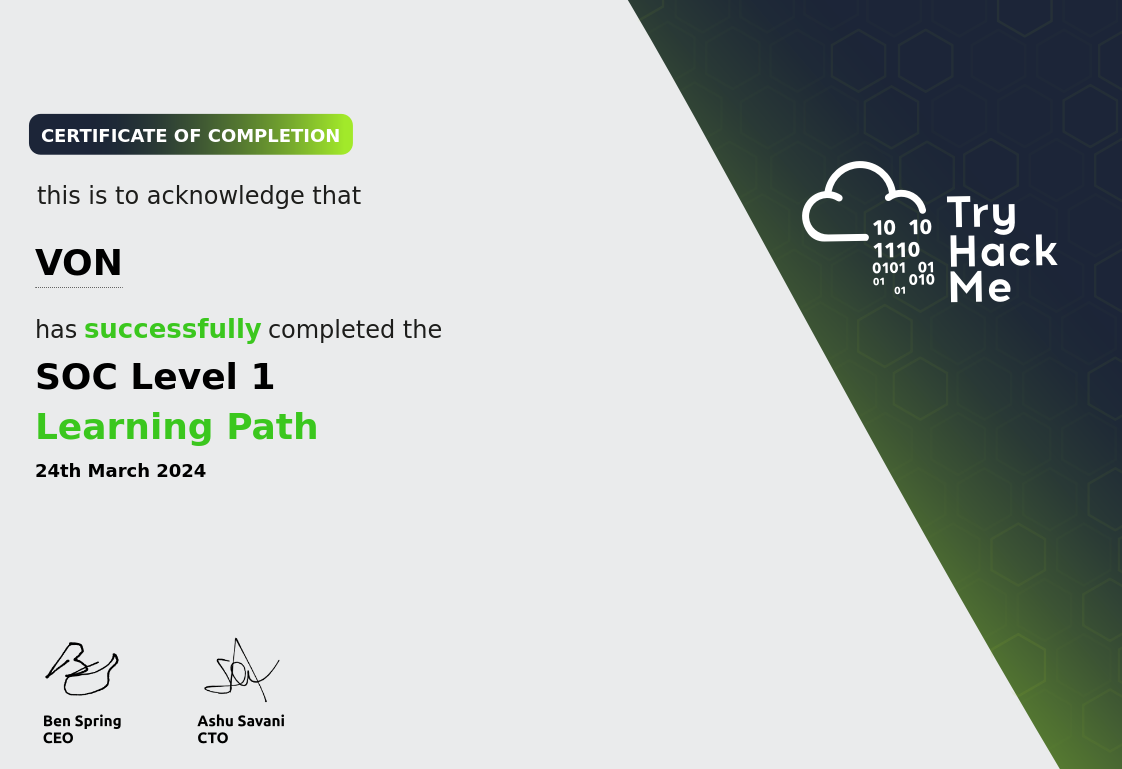 CERTIFICATE OF COMPLETION
this is to acknowledge that
VON
has successfully completed the
SOC Level 1
Learning Path
24th March 2024
10 10
1110
0101 01
01 010
01
Try
Hack
Me
Ben Spring
CEO
Ashu Savani
CTO